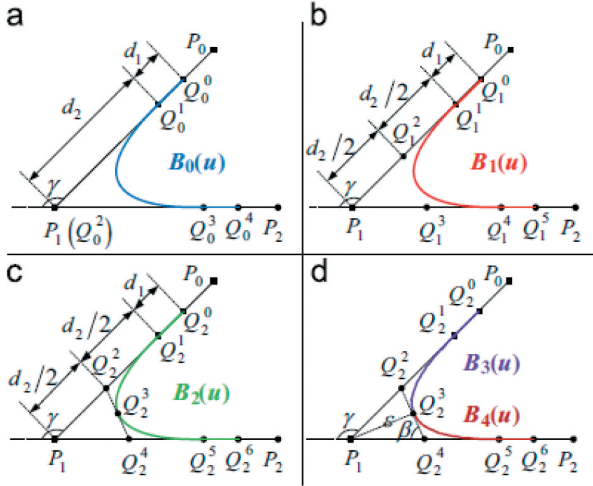 a
P₀
d₁
Q₀⁰
d₂
Q₀¹
B₀(u)
γ
P₁(Q₀²)
Q₀³
Q₀⁴
P₂
b
P₀
d₁
Q₁⁰
d₂/2
Q₁¹
Q₁²
d₂/2
B₁(u)
γ
P₁
Q₁³
Q₁⁴
Q₁⁵
P₂
c
P₀
d₁
Q₂⁰
d₂/2
Q₂¹
Q₂²
d₂/2
Q₂³
B₂(u)
γ
P₁
Q₂⁴
Q₂⁵
Q₂⁶
P₂
d
P₀
Q₂⁰
Q₂¹
Q₂²
B₃(u)
Q₂³
B₄(u)
γ
ε
β
P₁
Q₂⁴
Q₂⁵
Q₂⁶
P₂